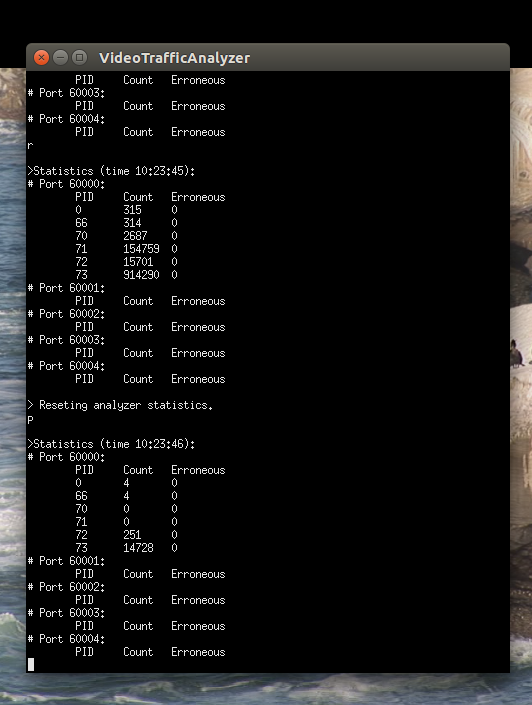 VideoTrafficAnalyzer
PID Count Erroneous
# Port 60003:
PID Count Erroneous
# Port 60004:
PID Count Erroneous
r
>Statistics (time 10:23:45):
# Port 60000:
PID Count Erroneous
0 315 0
66 314 0
70 2687 0
71 154759 0
72 15701 0
73 914290 0
# Port 60001:
PID Count Erroneous
# Port 60002:
PID Count Erroneous
# Port 60003:
PID Count Erroneous
# Port 60004:
PID Count Erroneous
> Reseting analyzer statistics.
p
>Statistics (time 10:23:46):
# Port 60000:
PID Count Erroneous
0 4 0
66 4 0
70 0 0
71 0 0
72 251 0
73 14728 0
# Port 60001:
PID Count Erroneous
# Port 60002:
PID Count Erroneous
# Port 60003:
PID Count Erroneous
# Port 60004:
PID Count Erroneous